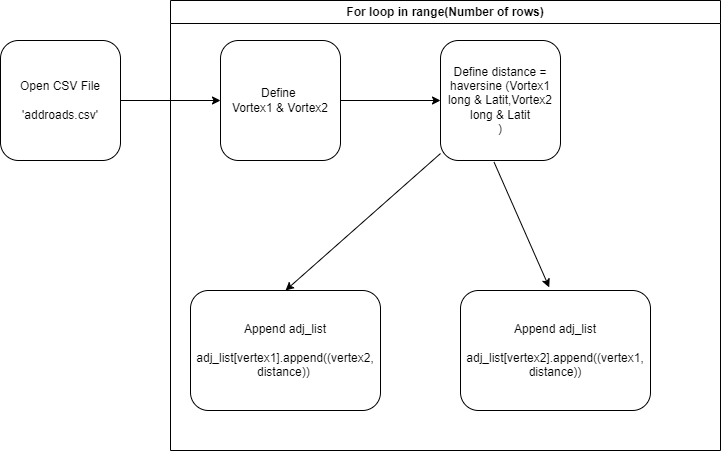 For loop in range(Number of rows)
Open CSV File
'addroads.csv'
Define
Vortex1 & Vortex2
Define distance =
haversine (Vortex1
long & Latit,Vortex2
long & Latit
)
Append adj_list
adj_list[vertex1].append((vertex2,
distance))
Append adj_list
adj_list[vertex2].append((vertex1,
distance))